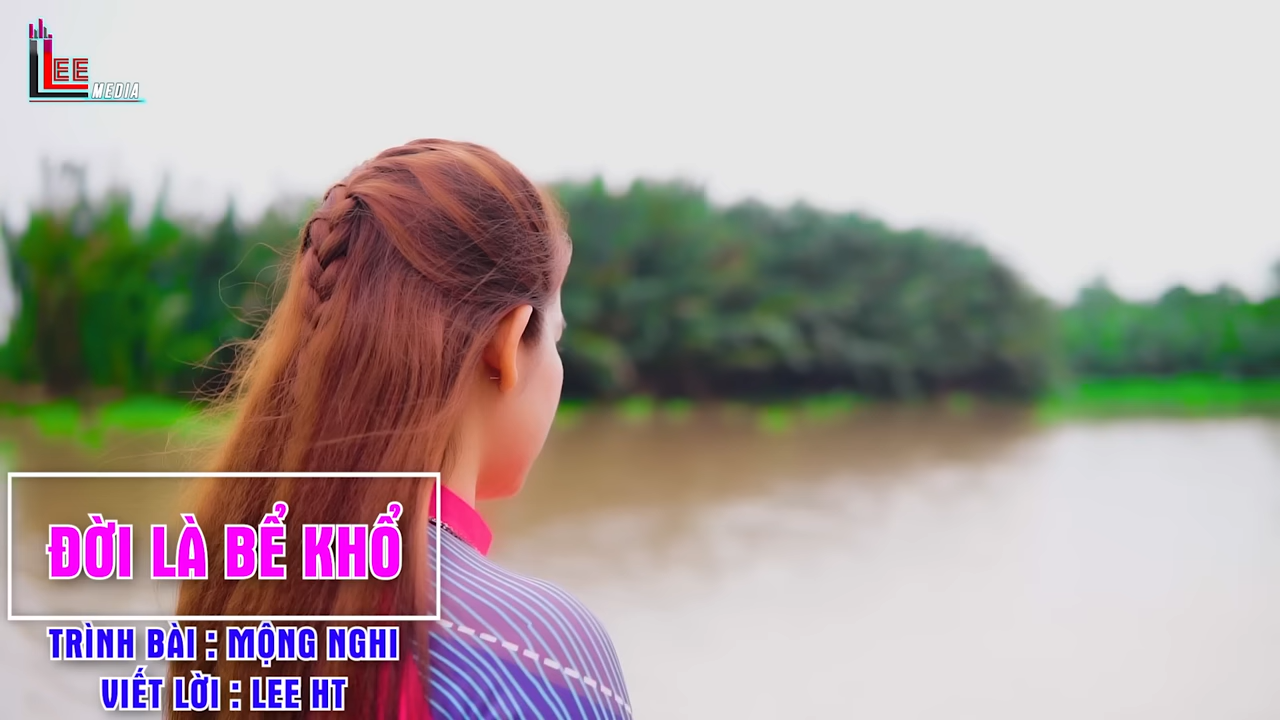 LEE
MEDIA
ĐỜI LÀ BỂ KHỔ
TRÌNH BÀI : MỘNG NGHI
VIẾT LỜI : LEE HT